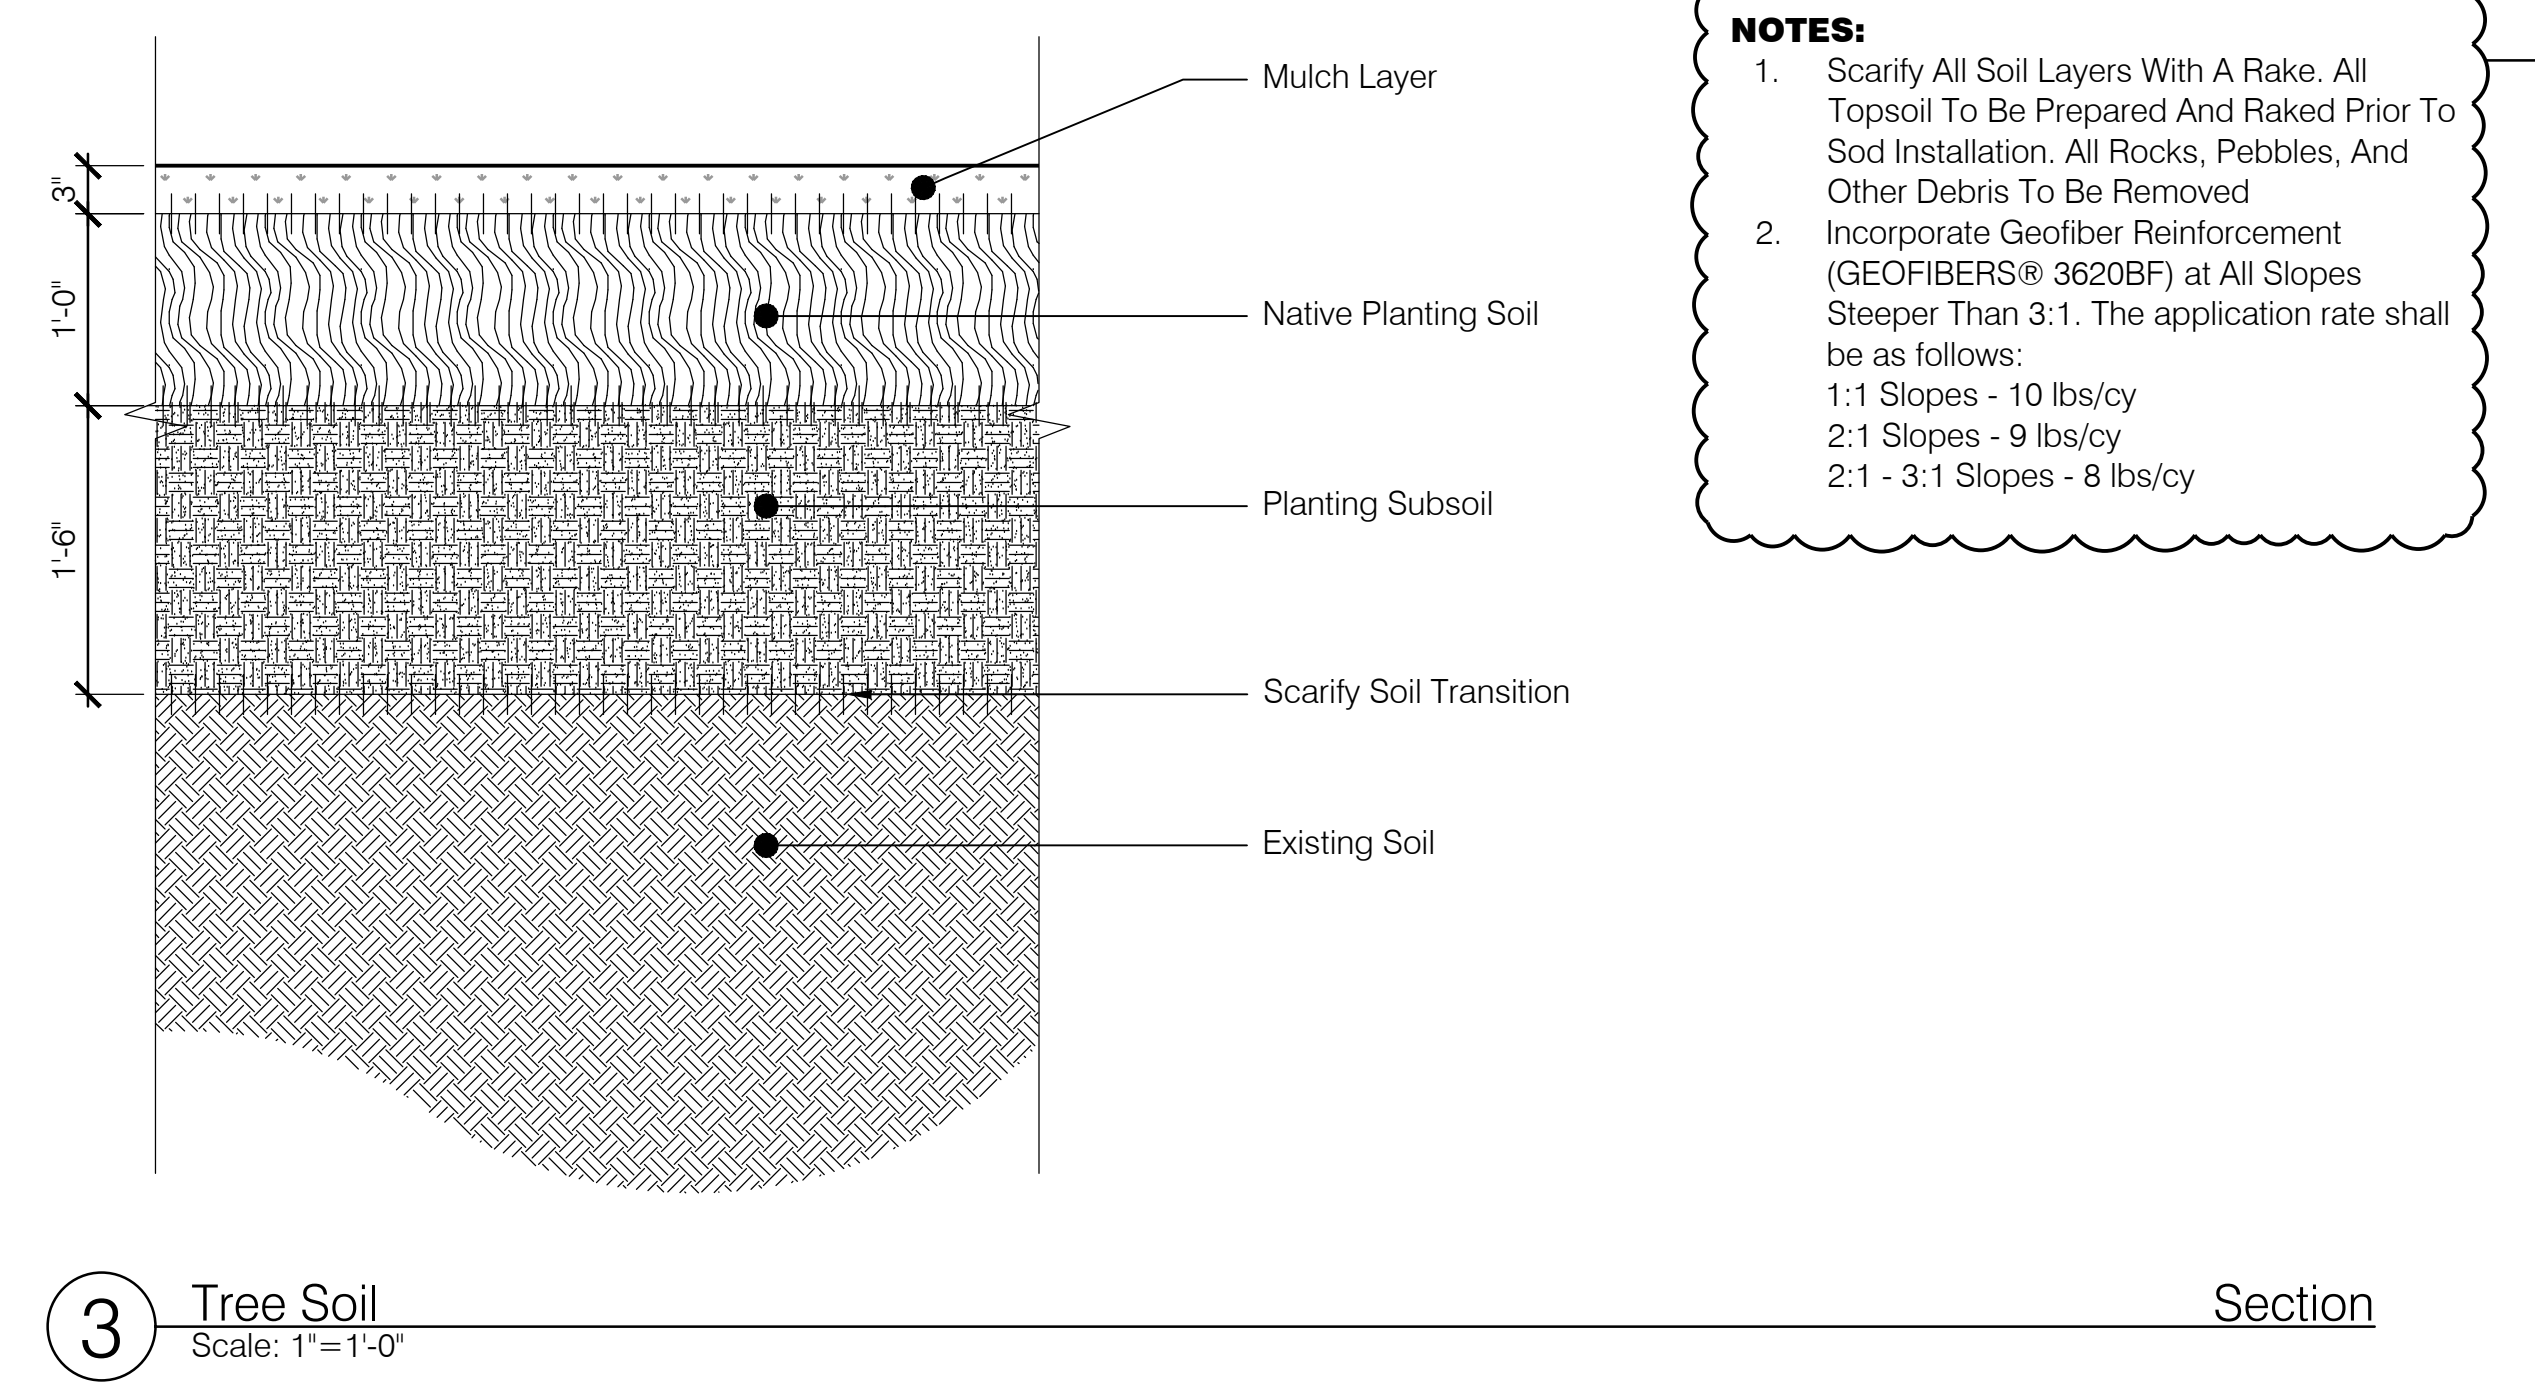 Mulch Layer
3"
1'-0"
Native Planting Soil
1'-6"
Planting Subsoil
Scarify Soil Transition
Existing Soil
NOTES:
1. Scarify All Soil Layers With A Rake. All
Topsoil To Be Prepared And Raked Prior To
Sod Installation. All Rocks, Pebbles, And
Other Debris To Be Removed
2. Incorporate Geofiber Reinforcement
(GEOFIBERS® 3620BF) at All Slopes
Steeper Than 3:1. The application rate shall
be as follows:
1:1 Slopes - 10 lbs/cy
2:1 Slopes - 9 lbs/cy
2:1 - 3:1 Slopes - 8 lbs/cy
3
Tree Soil
Section
Scale: 1"=1'-0"